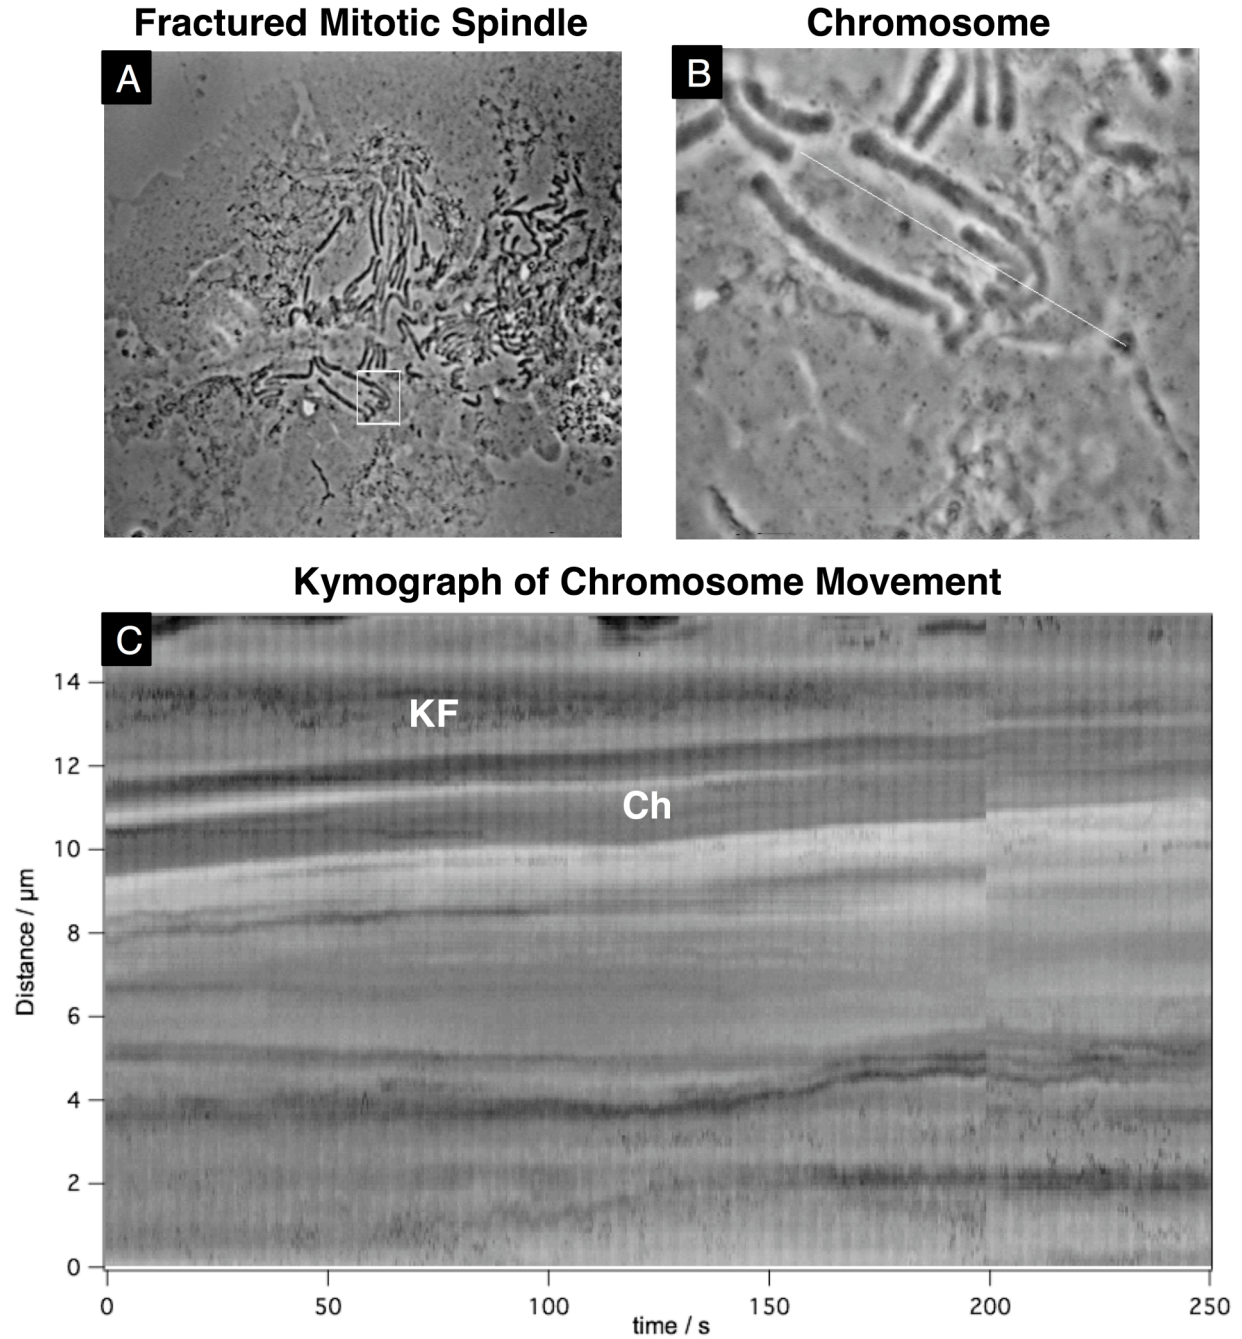 Fractured Mitotic Spindle
Chromosome
A
B
Kymograph of Chromosome Movement
C
KF
Ch
Distance / µm
14
12
10
8
6
4
2
0
0 50 100 150 200 250
time / s